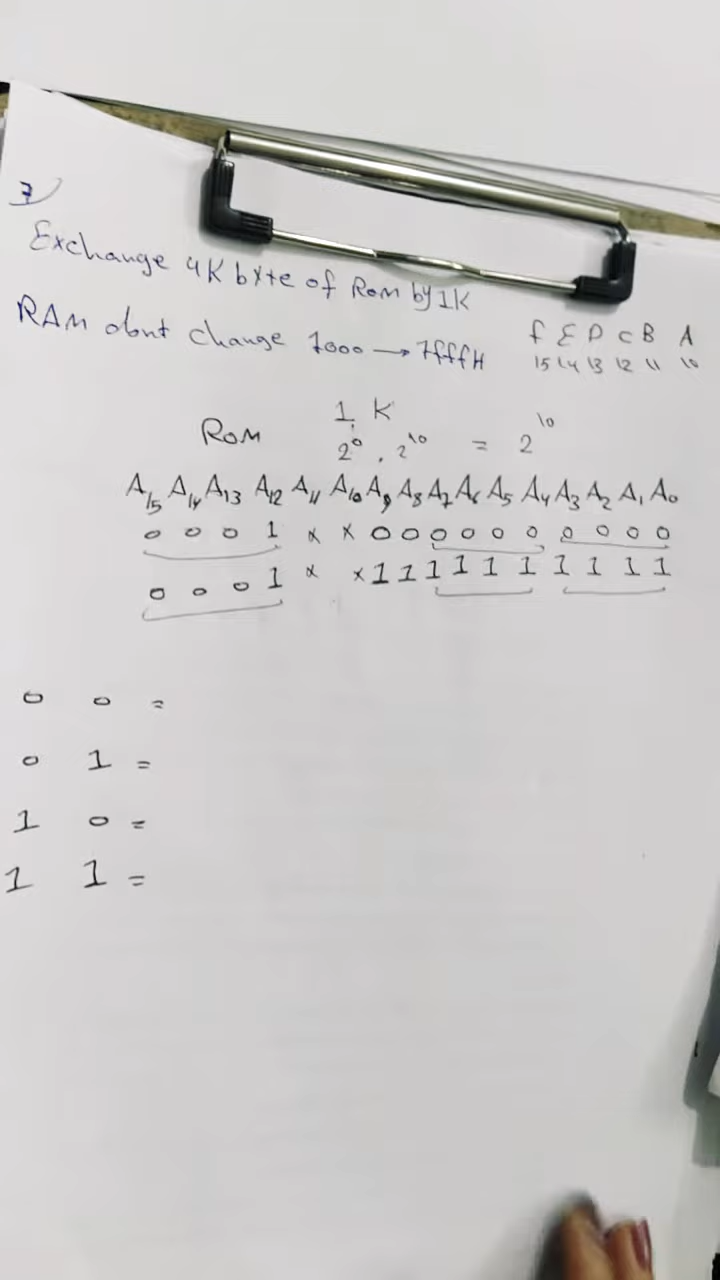 7
Exchange 4K byte of Rom by 1K
RAM dont change 7000 → 7fffH
f E D C B A
15 14 13 12 11 10
Rom 1 K
2⁰ . 2¹⁰ = 2¹⁰
A₁₅ A₁₄ A₁₃ A₁₂ A₁₁ A₁₀ A₉ A₈ A₇ A₆ A₅ A₄ A₃ A₂ A₁ A₀
0 0 0 1 x x 0 0 0 0 0 0 0 0 0 0
0 0 0 1 x x 1 1 1 1 1 1 1 1 1 1
0 0 =
0 1 =
1 0 =
1 1 =